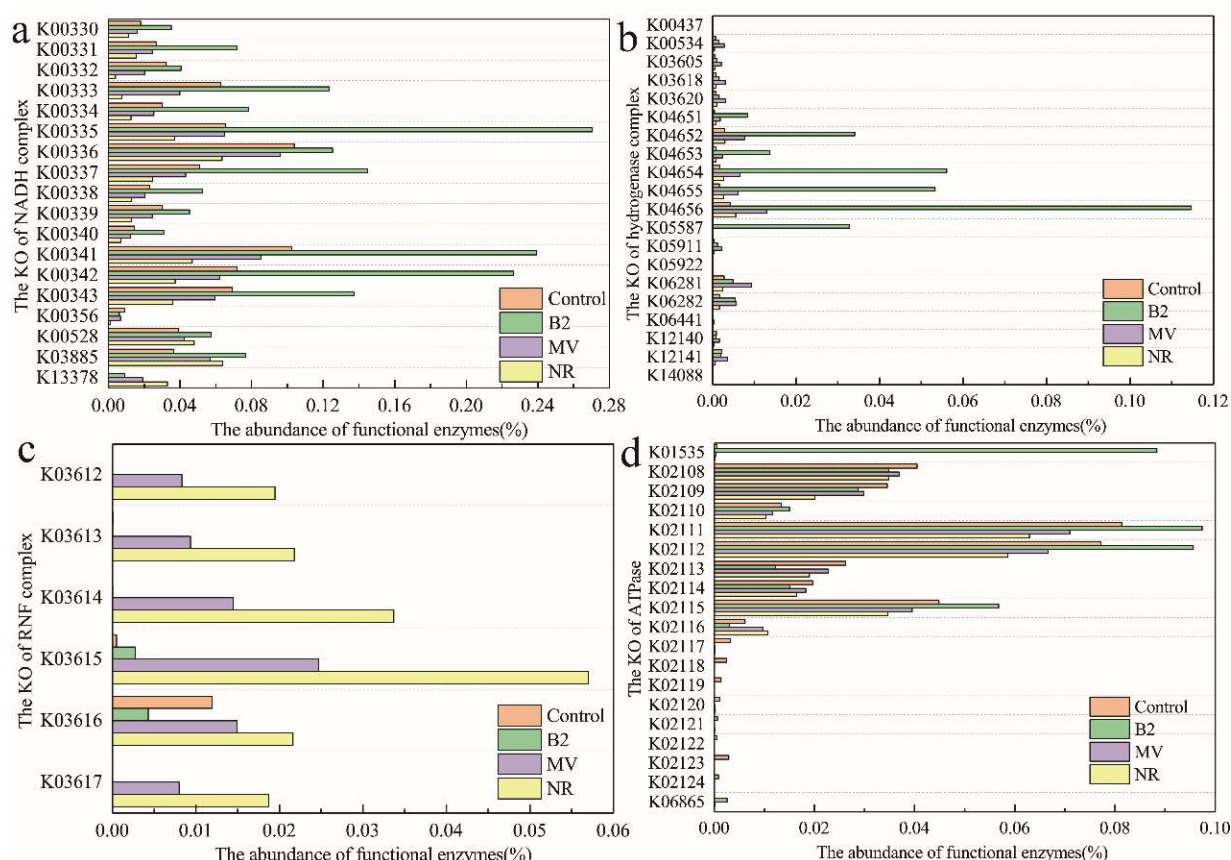 a
The KO of NADH complex
K00330
K00331
K00332
K00333
K00334
K00335
K00336
K00337
K00338
K00339
K00340
K00341
K00342
K00343
K00356
K00528
K03885
K13378
Control
B2
MV
NR
0.00 0.04 0.08 0.12 0.16 0.20 0.24 0.28
The abundance of functional enzymes(%)
b
The KO of hydrogenase complex
K00437
K00534
K03605
K03618
K03620
K04651
K04652
K04653
K04654
K04655
K04656
K05587
K05911
K05922
K06281
K06282
K06441
K12140
K12141
K14088
Control
B2
MV
NR
0.00 0.02 0.04 0.06 0.08 0.10 0.12
The abundance of functional enzymes(%)
c
The KO of RNF complex
K03612
K03613
K03614
K03615
K03616
K03617
Control
B2
MV
NR
0.00 0.01 0.02 0.03 0.04 0.05 0.06
The abundance of functional enzymes(%)
d
The KO of ATPase
K01535
K02108
K02109
K02110
K02111
K02112
K02113
K02114
K02115
K02116
K02117
K02118
K02119
K02120
K02121
K02122
K02123
K02124
K06865
Control
B2
MV
NR
0.00 0.02 0.04 0.06 0.08 0.10
The abundance of functional enzymes(%)